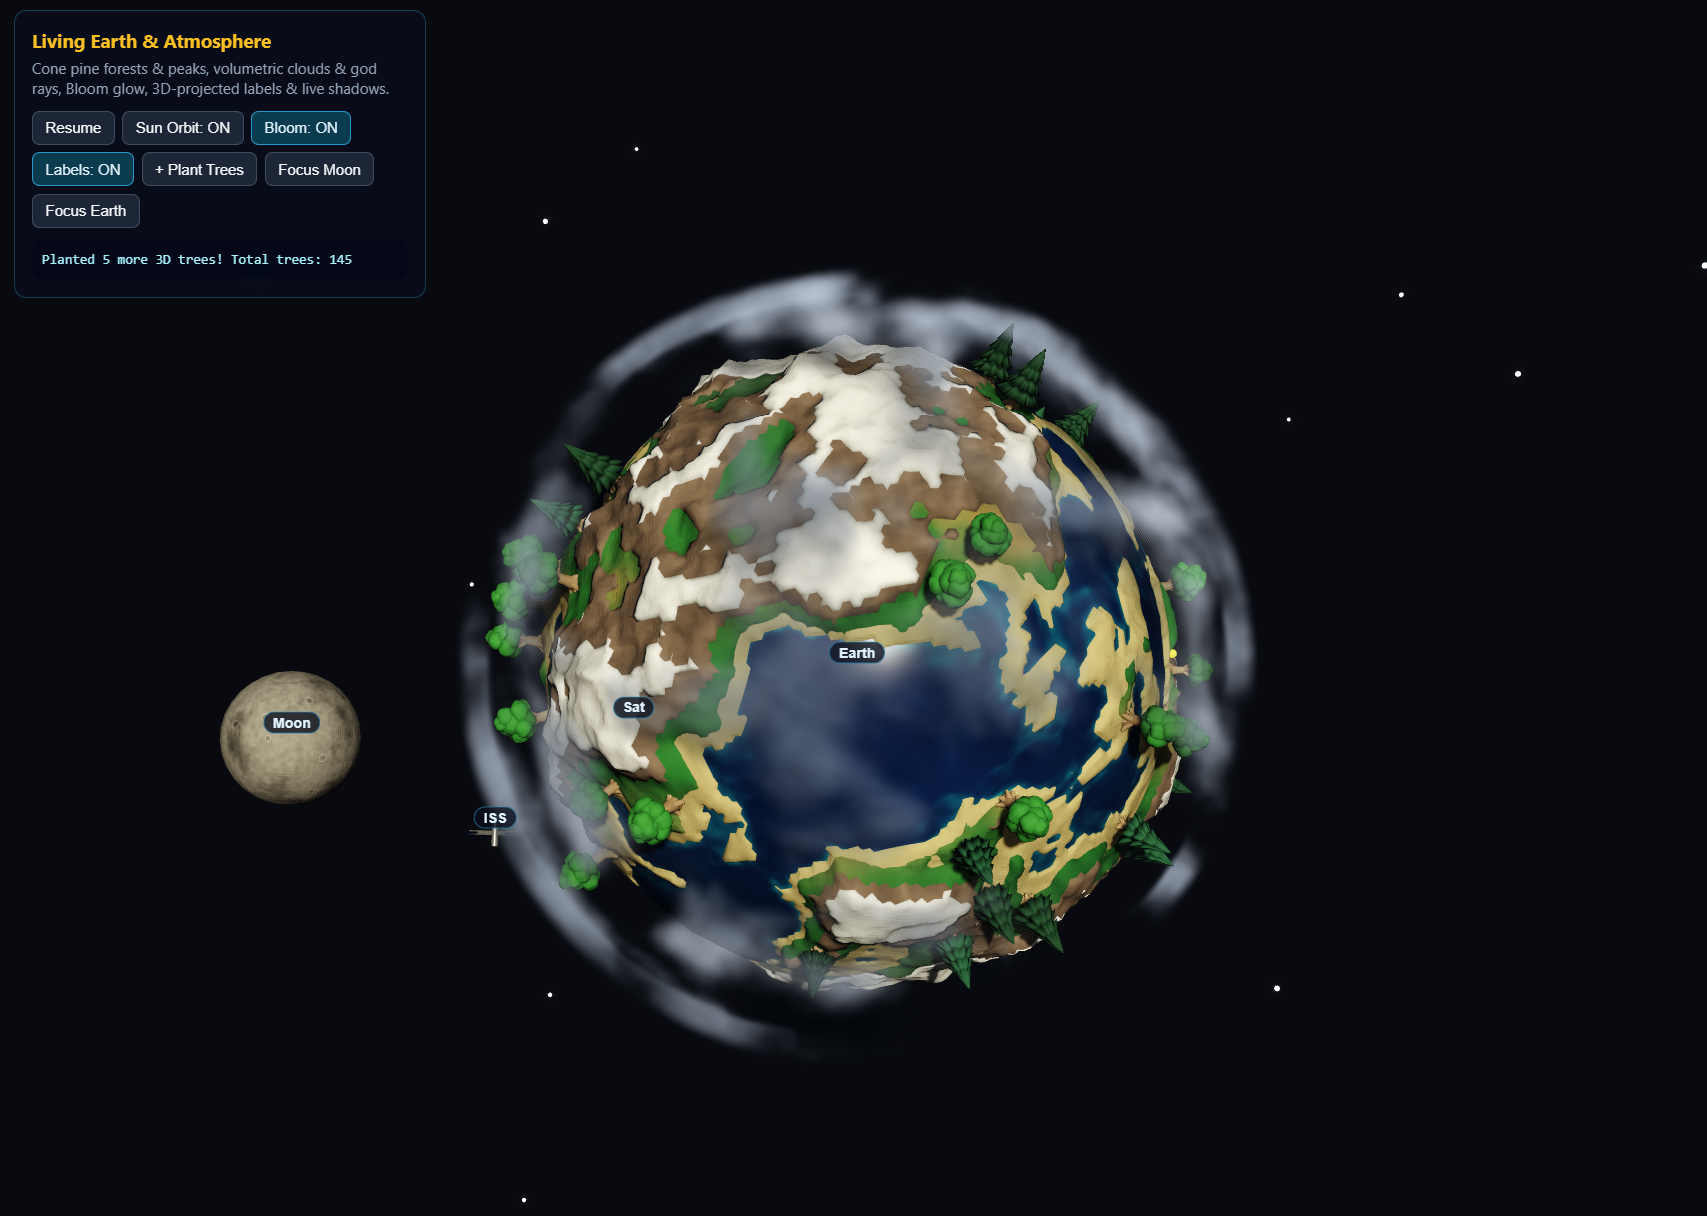 Living Earth & Atmosphere
Cone pine forests & peaks, volumetric clouds & god
rays, Bloom glow, 3D-projected labels & live shadows.
Resume
Sun Orbit: ON
Bloom: ON
Labels: ON
+ Plant Trees
Focus Moon
Focus Earth
Planted 5 more 3D trees! Total trees: 145
Earth
Sat
Moon
ISS